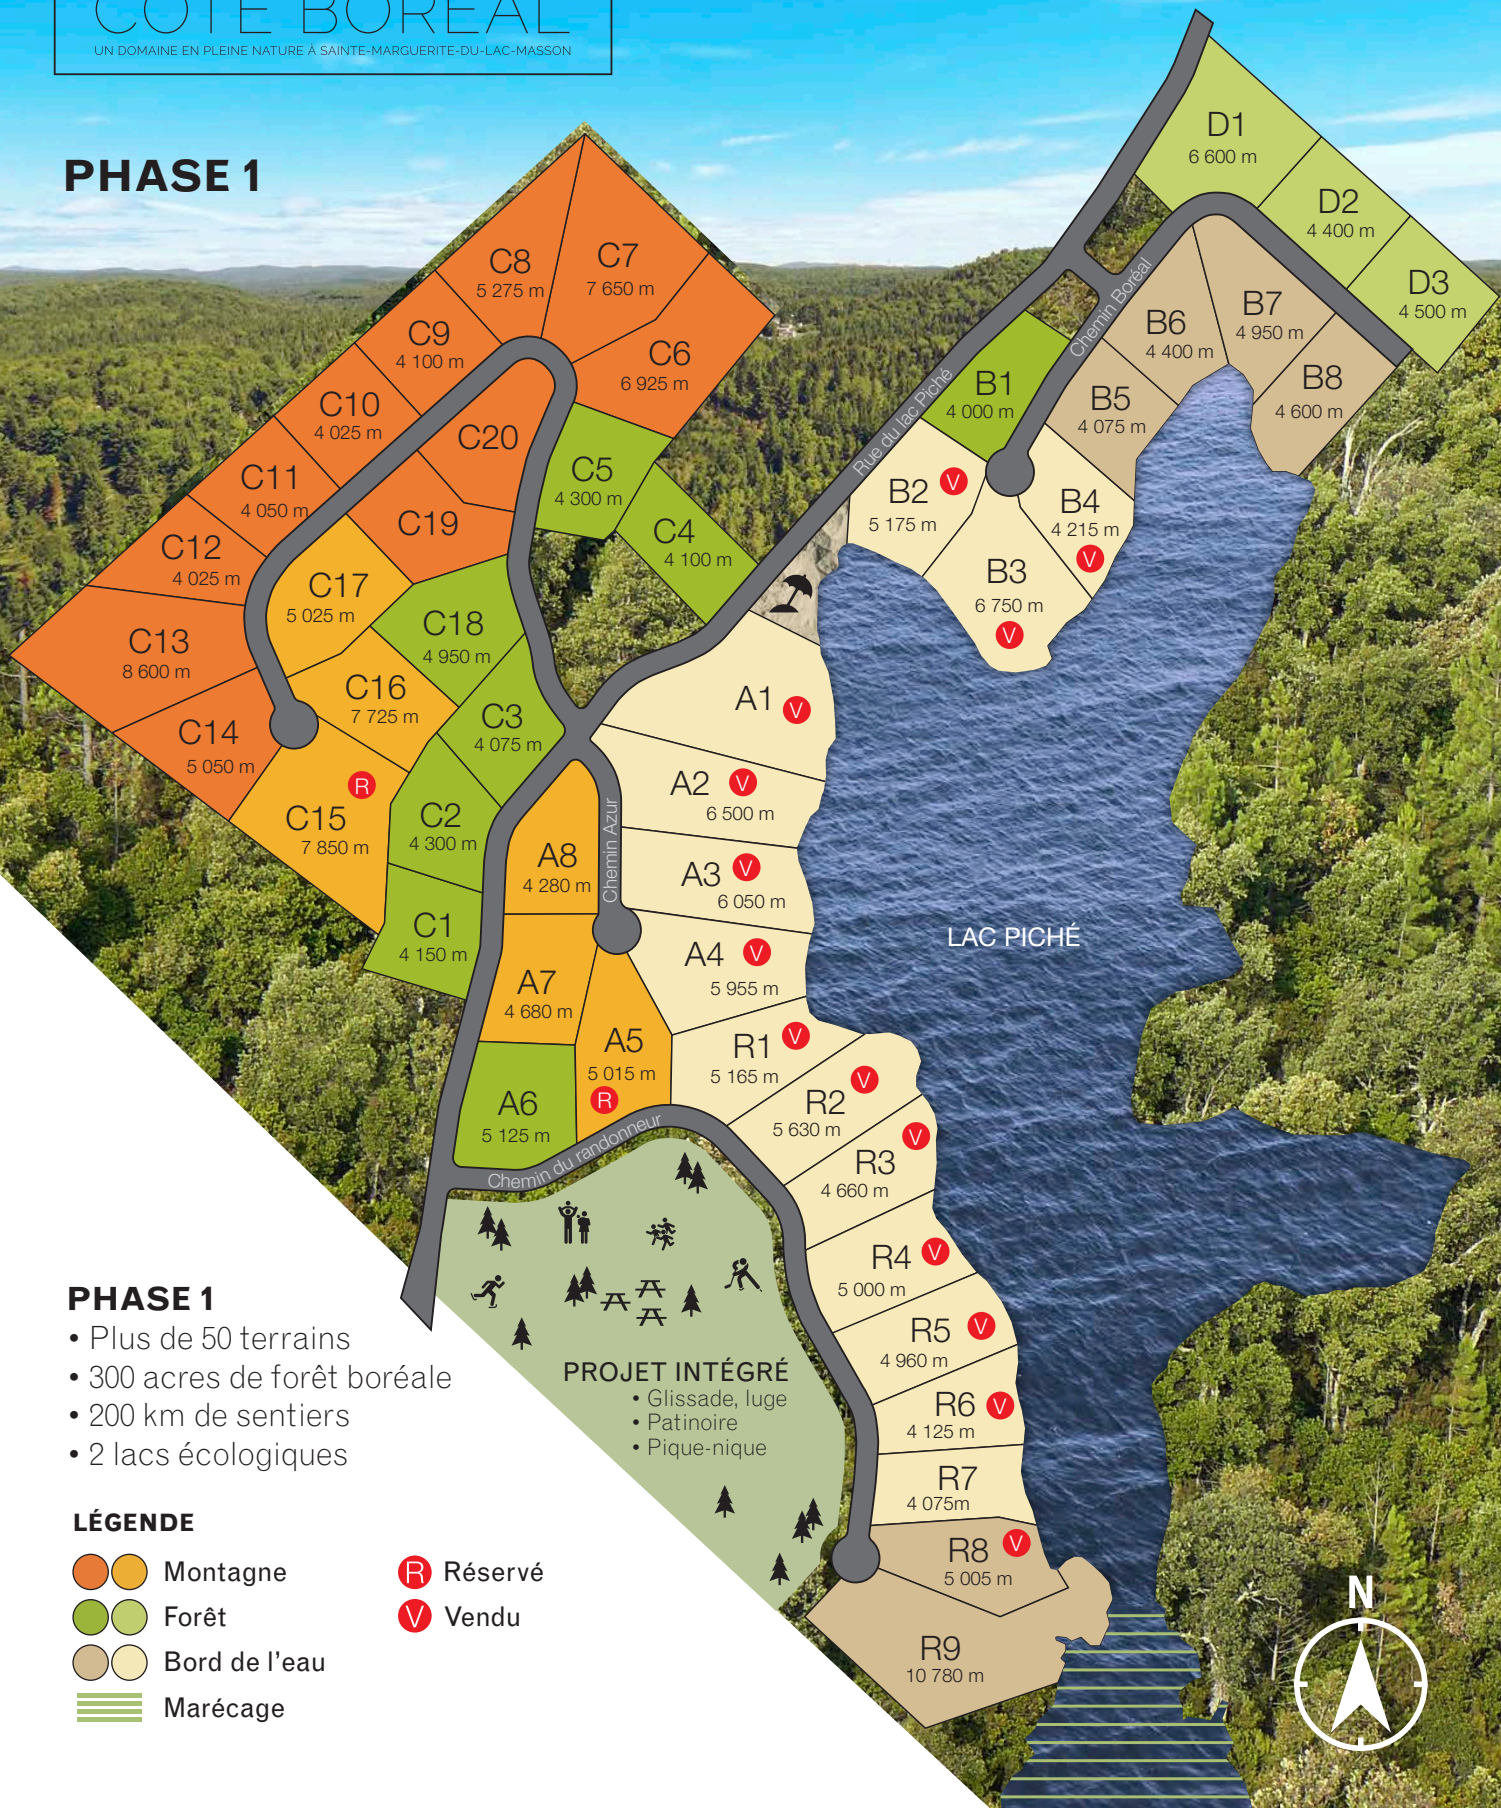 CÔTÉ BORÉAL
UN DOMAINE EN PLEINE NATURE À SAINTE-MARGUERITE-DU-LAC-MASSON
PHASE 1
D1
6 600 m
D2
4 400 m
D3
4 500 m
C8
5 275 m
C7
7 650 m
C9
4 100 m
C6
6 925 m
C10
4 025 m
C20
C11
4 050 m
C5
4 300 m
C19
C4
4 100 m
C12
4 025 m
C17
5 025 m
C18
4 950 m
C13
8 600 m
C16
7 725 m
C3
4 075 m
C14
5 050 m
R
C15
7 850 m
C2
4 300 m
C1
4 150 m
Chemin Boréal
Rue du lac Piché
B6
4 400 m
B7
4 950 m
B8
4 600 m
B1
4 000 m
B5
4 075 m
B2 V
5 175 m
B4
4 215 m
V
B3
6 750 m
V
A1 V
A2 V
6 500 m
Chemin Azur
A8
4 280 m
A3 V
6 050 m
A4 V
5 955 m
LAC PICHÉ
A7
4 680 m
A5
5 015 m
R
A6
5 125 m
R1 V
5 165 m
R2 V
5 630 m
Chemin du randonneur
R3 V
4 660 m
R4 V
5 000 m
R5 V
4 960 m
R6 V
4 125 m
R7
4 075m
R8 V
5 005 m
R9
10 780 m
PROJET INTÉGRÉ
• Glissade, luge
• Patinoire
• Pique-nique
PHASE 1
• Plus de 50 terrains
• 300 acres de forêt boréale
• 200 km de sentiers
• 2 lacs écologiques
LÉGENDE
Montagne
Forêt
Bord de l'eau
Marécage
R Réservé
V Vendu
N